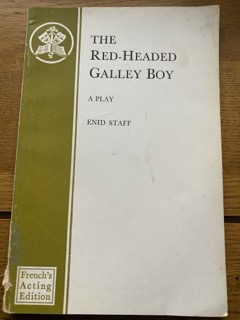 THE
RED-HEADED
GALLEY BOY
A PLAY
ENID STAFF
French's
Acting
Edition